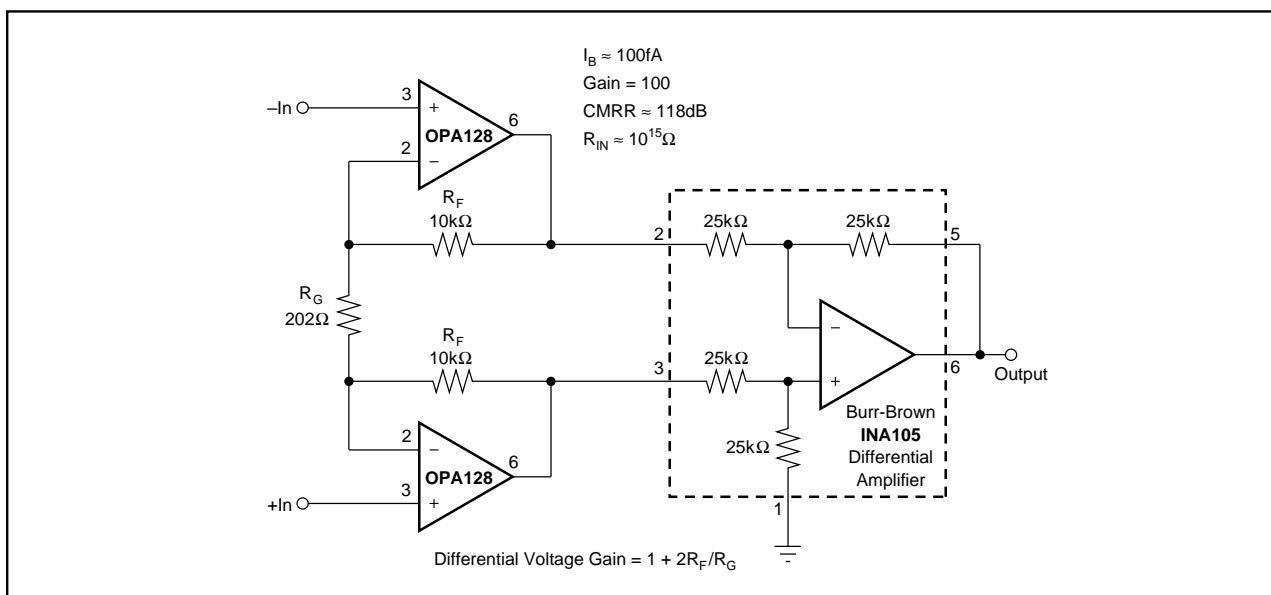 I_B ≈ 100fA
Gain = 100
CMRR ≈ 118dB
R_IN ≈ 10^15Ω
–In
3
+
OPA128
6
2
–
R_F
10kΩ
2
25kΩ
25kΩ
5
R_G
202Ω
R_F
10kΩ
3
25kΩ
–
+
6
Output
Burr-Brown
INA105
Differential
Amplifier
25kΩ
1
2
–
OPA128
6
+In
3
+
Differential Voltage Gain = 1 + 2R_F/R_G